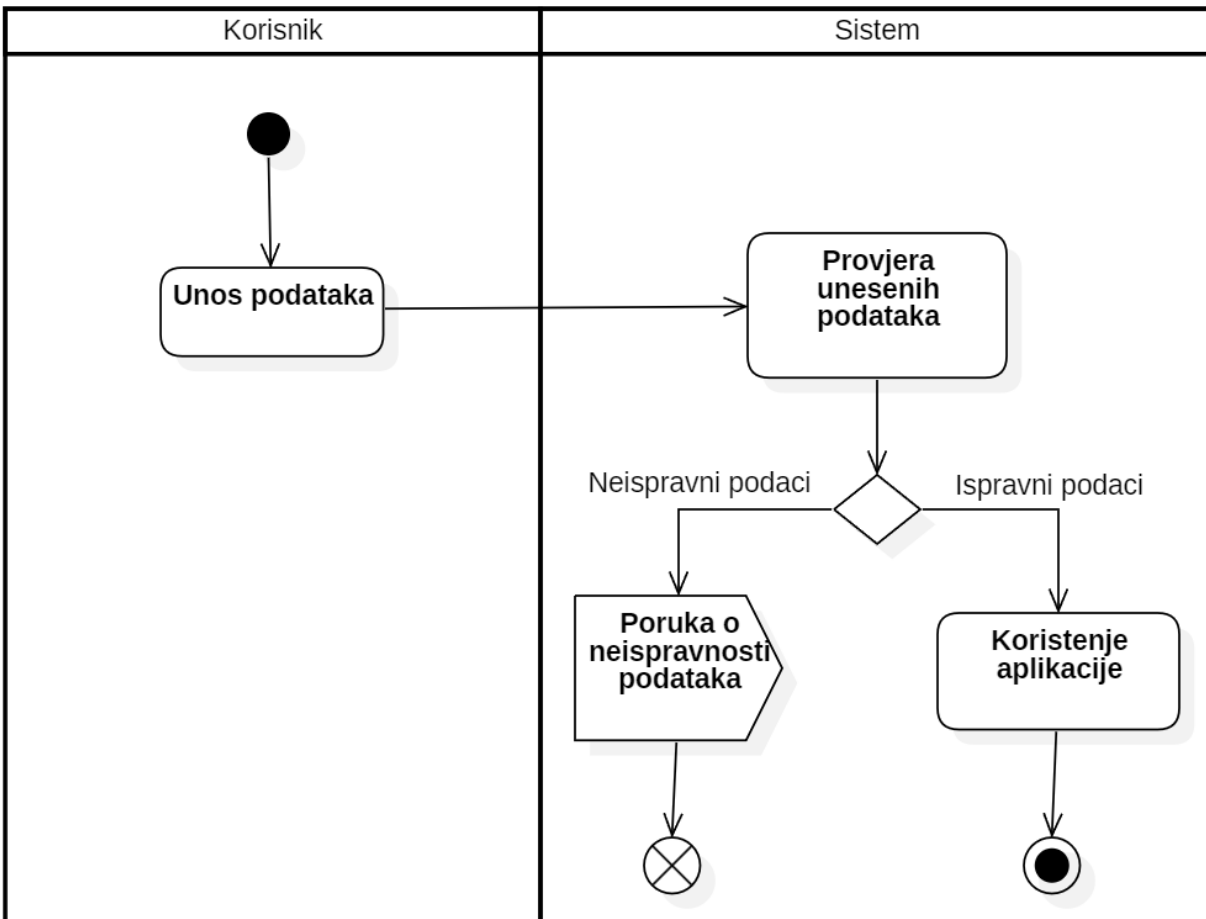 Korisnik
Sistem
Unos podataka
Provjera
unesenih
podataka
Neispravni podaci
Ispravni podaci
Poruka o
neispravnosti
podataka
Koristenje
aplikacije